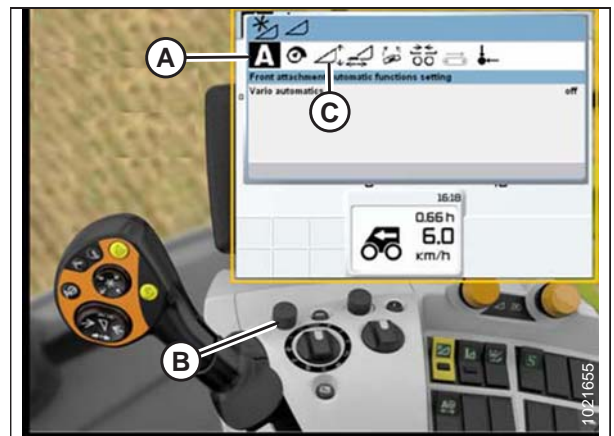 A
A
C
Front attachment automatic functions setting
Vario automatics
off
16:18
0.66 h
6.0
km/h
B
S
1021655